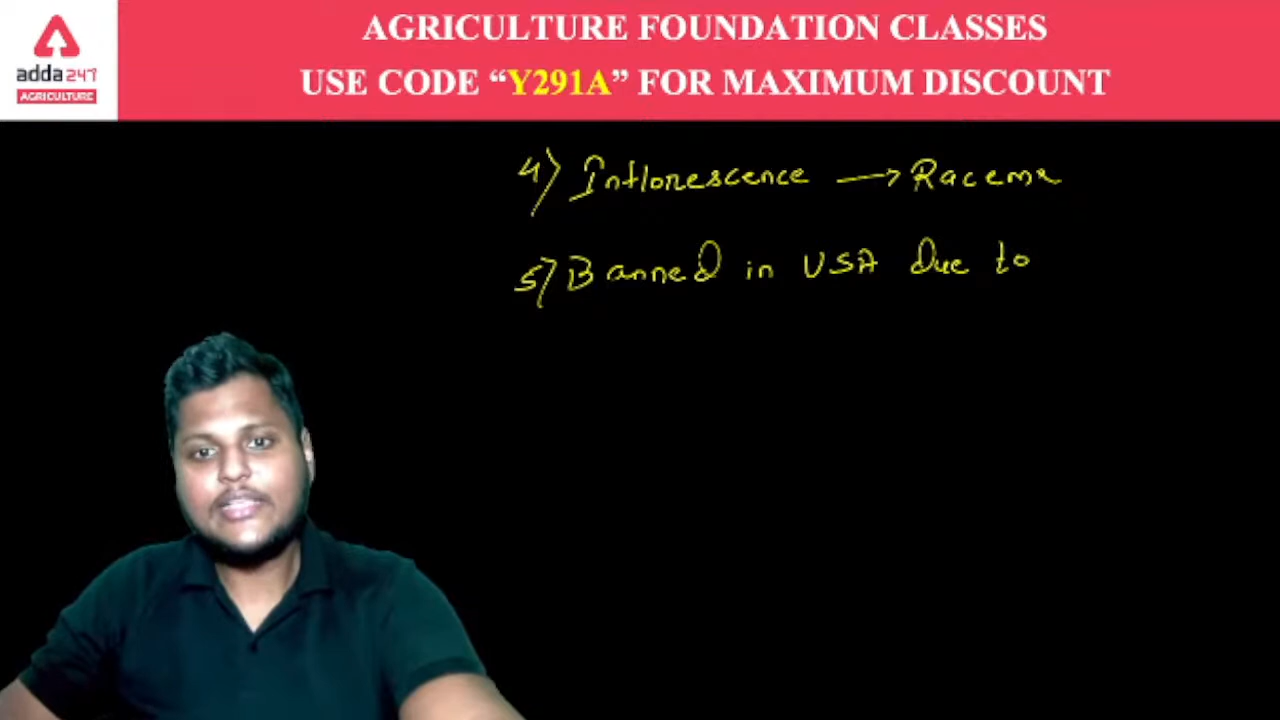 AGRICULTURE FOUNDATION CLASSES
USE CODE “Y291A” FOR MAXIMUM DISCOUNT
adda247
AGRICULTURE
4) Inflorescence → Raceme
5) Banned in USA Due to